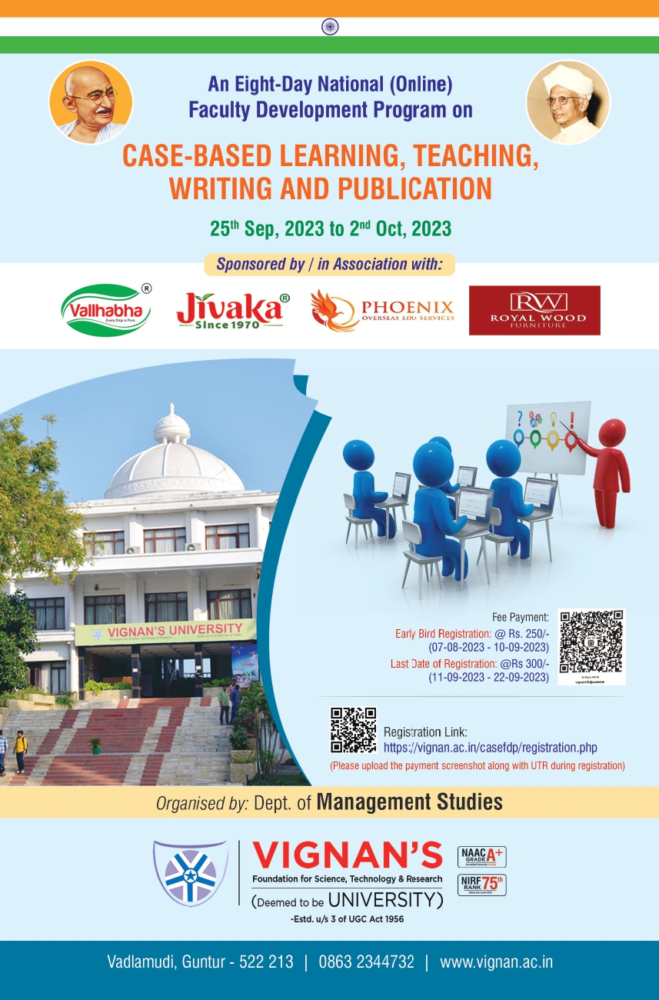 An Eight-Day National (Online)
Faculty Development Program on
CASE-BASED LEARNING, TEACHING,
WRITING AND PUBLICATION
25th Sep, 2023 to 2nd Oct, 2023
Sponsored by / in Association with:
Vallhabha ®
Every Drop is Pure..
Jivaka ®
Since 1970
PHOENIX
OVERSEAS EDU SERVICES
RW
ROYAL WOOD
FURNITURE
? !
VIGNAN'S UNIVERSITY
Fee Payment:
Early Bird Registration: @ Rs. 250/-
(07-08-2023 - 10-09-2023)
Last Date of Registration: @Rs 300/-
(11-09-2023 - 22-09-2023)
Registration Link:
https://vignan.ac.in/casefdp/registration.php
(Please upload the payment screenshot along with UTR during registration)
Organised by: Dept. of Management Studies
VIGNAN'S
Foundation for Science, Technology & Research
(Deemed to be UNIVERSITY)
-Estd. u/s 3 of UGC Act 1956
NAAC A+
GRADE
NIRF 75th
RANK
Vadlamudi, Guntur - 522 213 | 0863 2344732 | www.vignan.ac.in